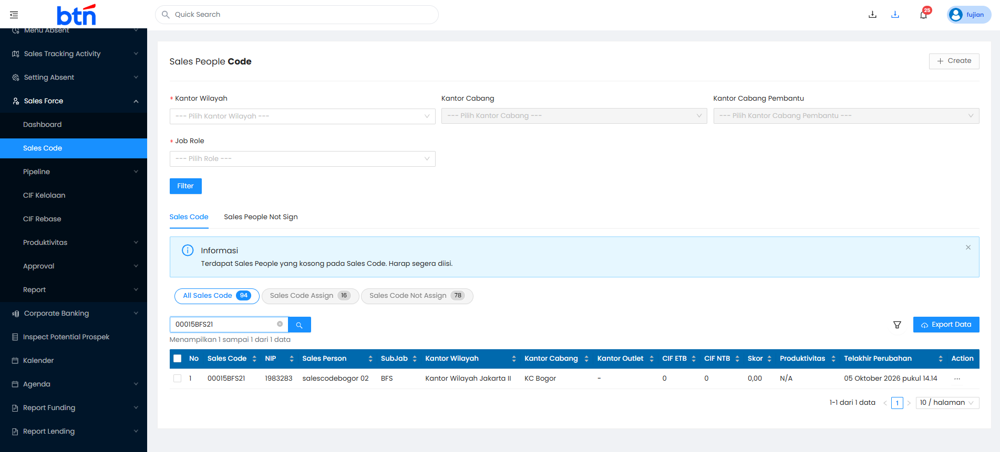 btn
Quick Search
25
fujian
Menu Absent
Sales Tracking Activity
Setting Absent
Sales Force
Dashboard
Sales Code
Pipeline
CIF Kelolaan
CIF Rebase
Produktivitas
Approval
Report
Corporate Banking
Inspect Potential Prospek
Kalender
Agenda
Report Funding
Report Lending
Sales People Code
+ Create
* Kantor Wilayah
Kantor Cabang
Kantor Cabang Pembantu
--- Pilih Kantor Wilayah ---
--- Pilih Kantor Cabang ---
--- Pilih Kantor Cabang Pembantu ---
* Job Role
--- Pilih Role ---
Filter
Sales Code
Sales People Not Sign
Informasi
Terdapat Sales People yang kosong pada Sales Code. Harap segera diisi.
All Sales Code 94
Sales Code Assign 16
Sales Code Not Assign 78
00015BFS21
Export Data
Menampilkan 1 sampai 1 dari 1 data
No Sales Code NIP Sales Person SubJab Kantor Wilayah Kantor Cabang Kantor Outlet CIF ETB CIF NTB Skor Produktivitas Telakhir Perubahan Action
1 00015BFS21 1983283 salescodebogor 02 BFS Kantor Wilayah Jakarta II KC Bogor - 0 0 0,00 N/A 05 Oktober 2026 pukul 14.14 ...
1-1 dari 1 data < 1 > 10 / halaman